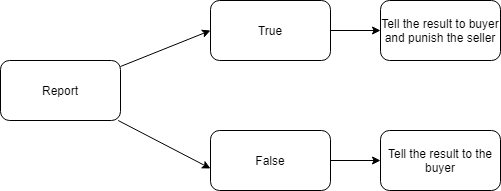 True
Tell the result to buyer
and punish the seller
Report
False
Tell the result to the
buyer